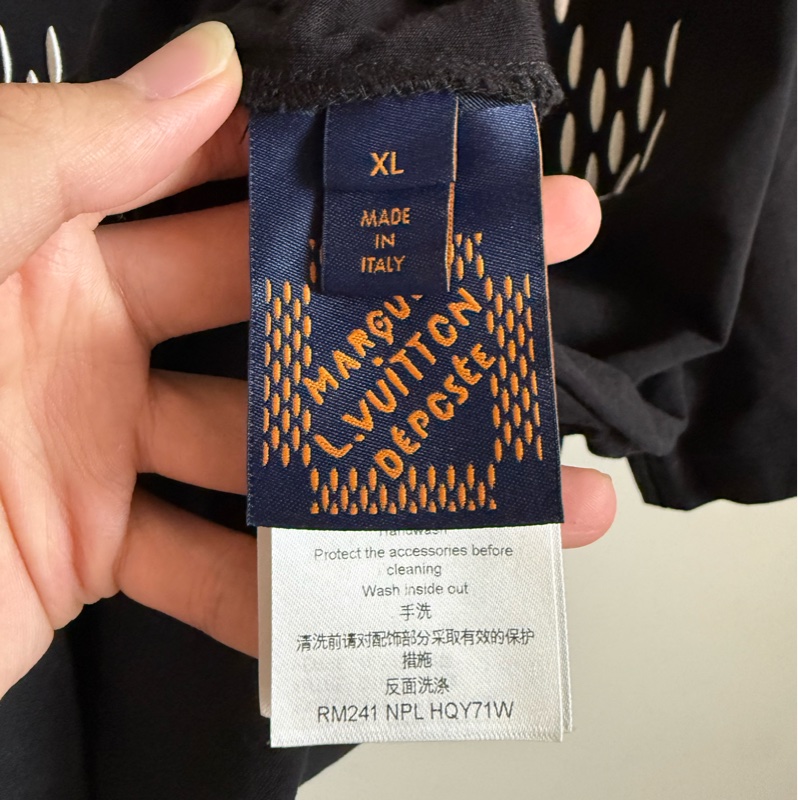 XL
MADE
IN
ITALY
L.VUITTON
DEPOSÉE
Handwash
Protect the accessories before
cleaning
Wash inside out
手洗
清洗前请对配饰部分采取有效的保护
措施
反面洗涤
RM241 NPL HQY71W